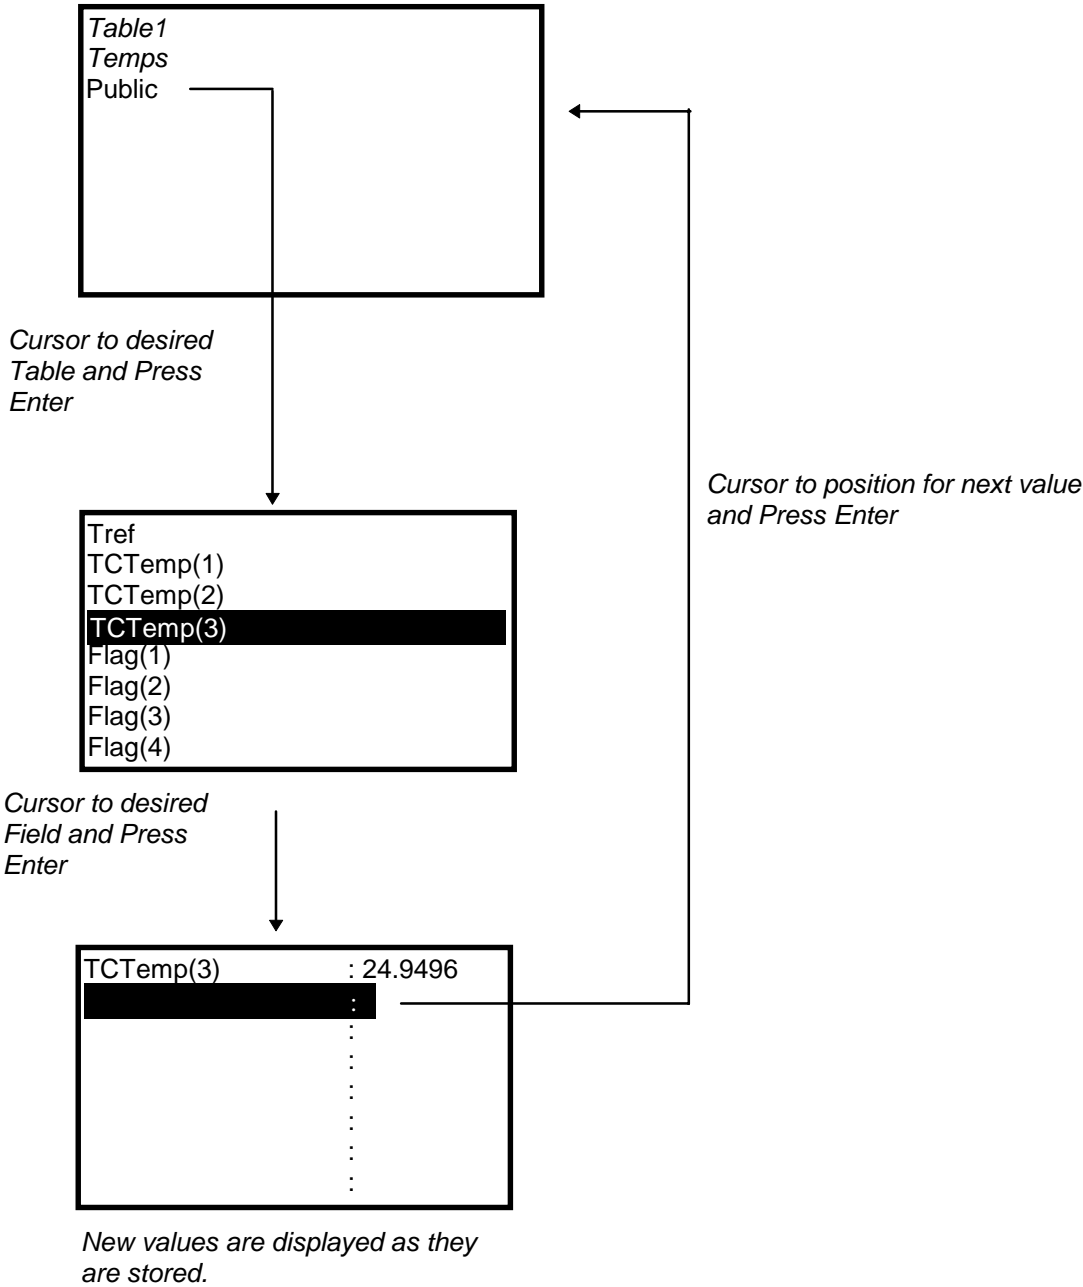 Table1
Temps
Public
Cursor to desired
Table and Press
Enter
Cursor to position for next value
and Press Enter
Tref
TCTemp(1)
TCTemp(2)
TCTemp(3)
Flag(1)
Flag(2)
Flag(3)
Flag(4)
Cursor to desired
Field and Press
Enter
TCTemp(3) : 24.9496
:
:
:
:
:
:
:
New values are displayed as they
are stored.